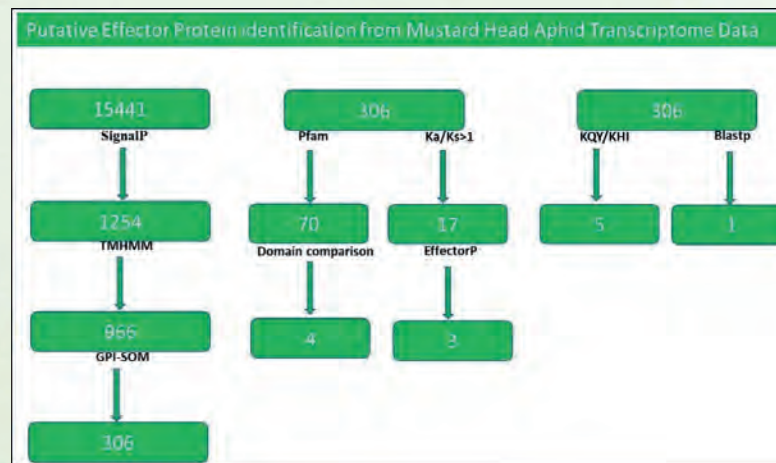 Putative Effector Protein identification from Mustard Head Aphid Transcriptome Data
15441
SignalP
1254
TMHMM
966
GPI-SOM
306
306
Pfam
Ka/Ks>1
70
17
Domain comparison
EffectorP
4
3
306
KQY/KHI
Blastp
5
1